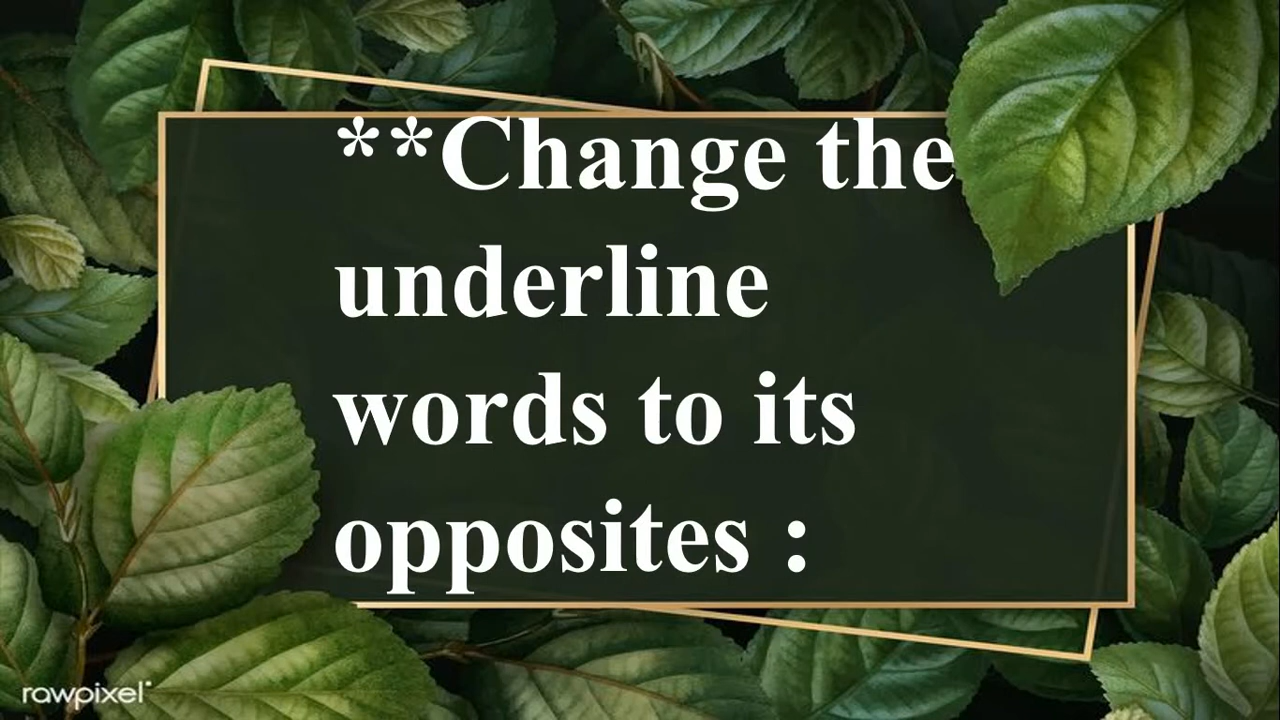 **Change the
underline
words to its
opposites :
rawpixel